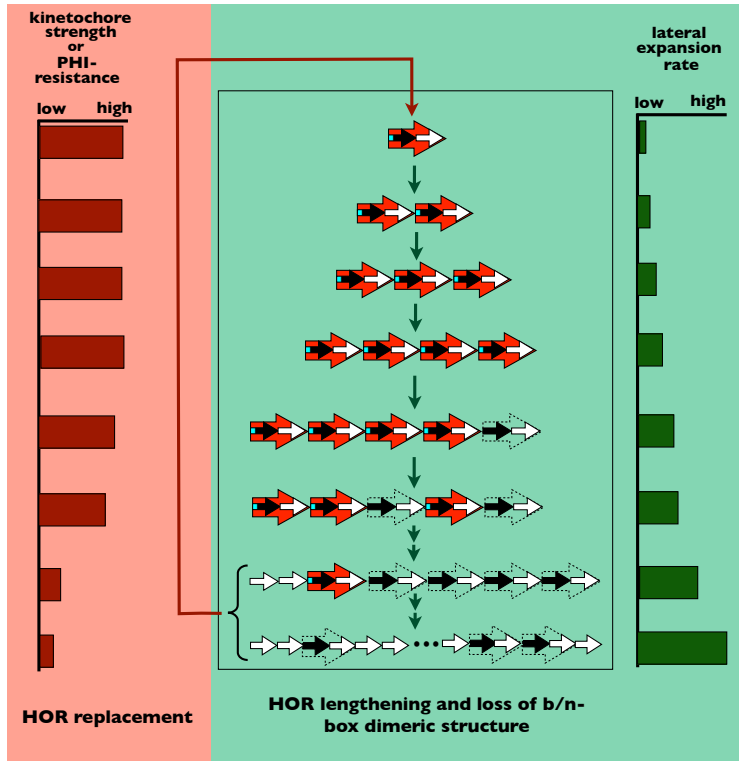 kinetochore
strength
or
PHI-
resistance
low high
lateral
expansion
rate
low high
HOR replacement
HOR lengthening and loss of b/n-
box dimeric structure